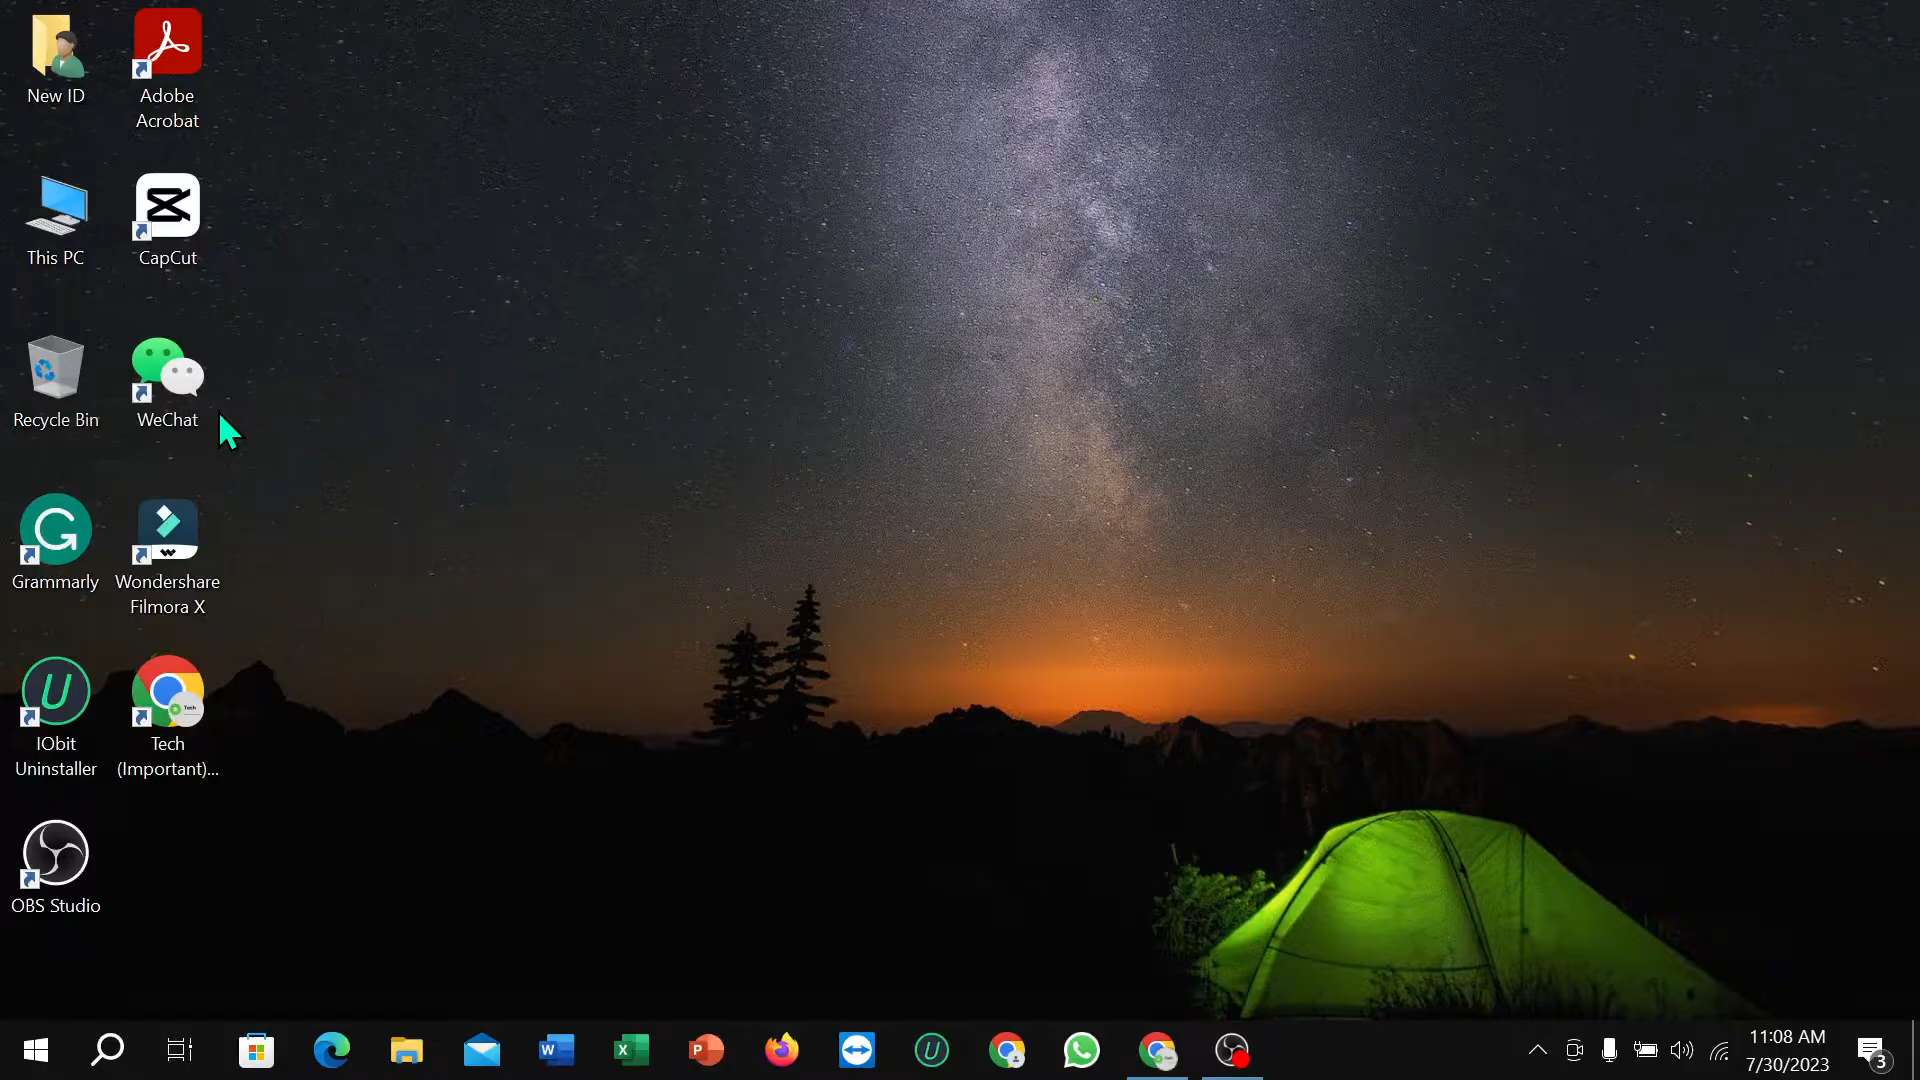 New ID
Adobe
Acrobat
This PC
CapCut
Recycle Bin
WeChat
Grammarly
Wondershare
Filmora X
IObit
Uninstaller
Tech
(Important)...
OBS Studio
11:08 AM
7/30/2023
3